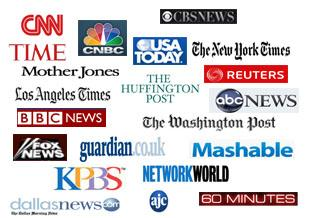 CNN
CBSNEWS
CNBC
USA
TODAY.
The New York Times
TIME
Mother Jones
THE
HUFFINGTON
POST
REUTERS
Los Angeles Times
abc NEWS
BBC NEWS
The Washington Post
FOX
NEWS
guardian.co.uk
Mashable
KPBS
NETWORKWORLD
dallasnews.com
The Dallas Morning News
ajc
60 MINUTES